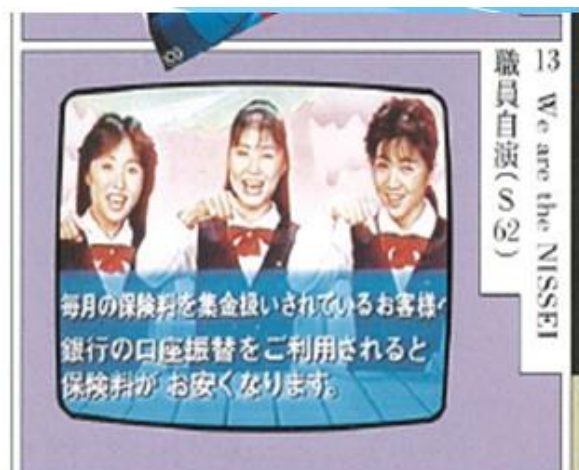 13 We are the NISSEI
職員自演(S62)
毎月の保険料を集金扱いされているお客様へ
銀行の口座振替をご利用されると
保険料が お安くなります。